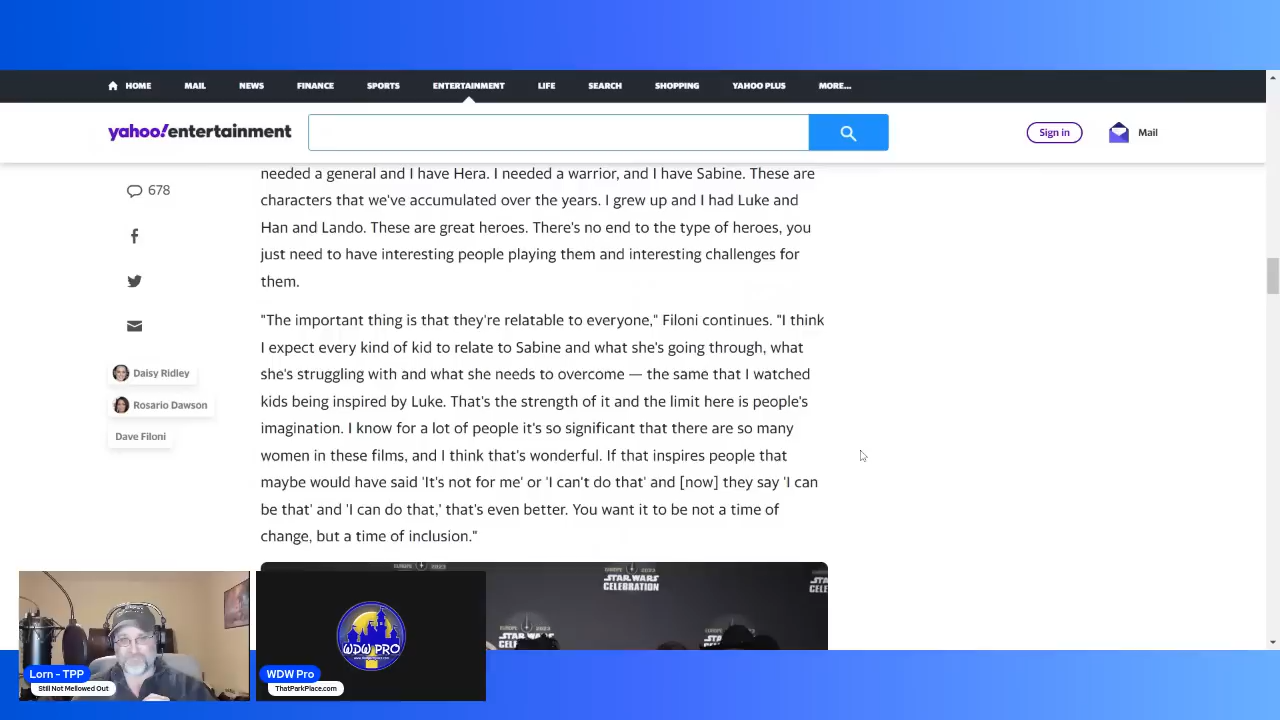 HOME MAIL NEWS FINANCE SPORTS ENTERTAINMENT LIFE SEARCH SHOPPING YAHOO PLUS MORE...
yahoo!entertainment
Sign in
Mail
needed a general and I have Hera. I needed a warrior, and I have Sabine. These are
characters that we've accumulated over the years. I grew up and I had Luke and
Han and Lando. These are great heroes. There's no end to the type of heroes, you
just need to have interesting people playing them and interesting challenges for
them.
"The important thing is that they're relatable to everyone," Filoni continues. "I think
I expect every kind of kid to relate to Sabine and what she's going through, what
she's struggling with and what she needs to overcome — the same that I watched
kids being inspired by Luke. That's the strength of it and the limit here is people's
imagination. I know for a lot of people it's so significant that there are so many
women in these films, and I think that's wonderful. If that inspires people that
maybe would have said 'It's not for me' or 'I can't do that' and [now] they say 'I can
be that' and 'I can do that,' that's even better. You want it to be not a time of
change, but a time of inclusion."
678
Daisy Ridley
Rosario Dawson
Dave Filoni
EUROPE 2023
STAR WARS
CELEBRATION
STAR WARS
Lorn - TPP
Still Not Mellowed Out
WDW PRO
WDW Pro
ThatParkPlace.com